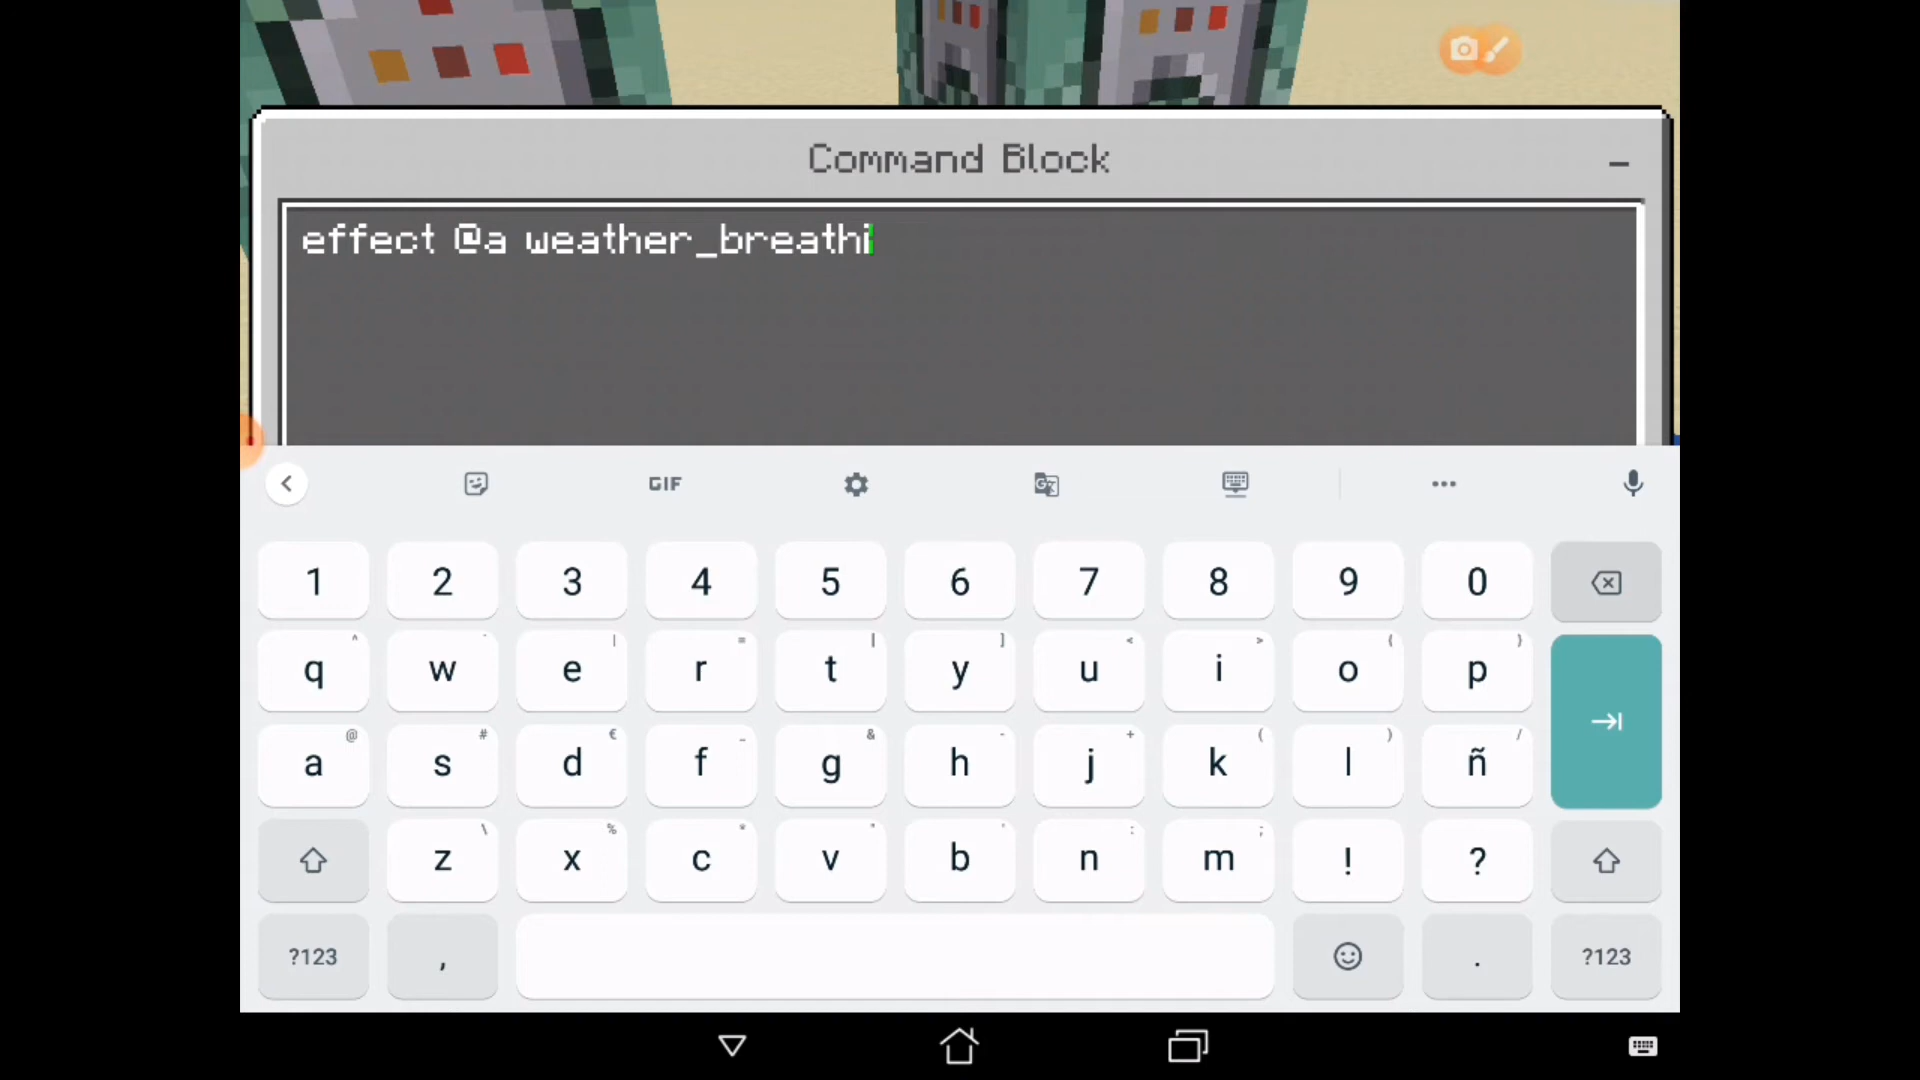 Command Block
effect @a weather_breathi
GIF
1 2 3 4 5 6 7 8 9 0
^ ` | = [ ] < > { }
q w e r t y u i o p
@ # € _ & - + ( ) /
a s d f g h j k l ñ
\ % * " ' : ;
z x c v b n m ! ?
?123 , . ?123